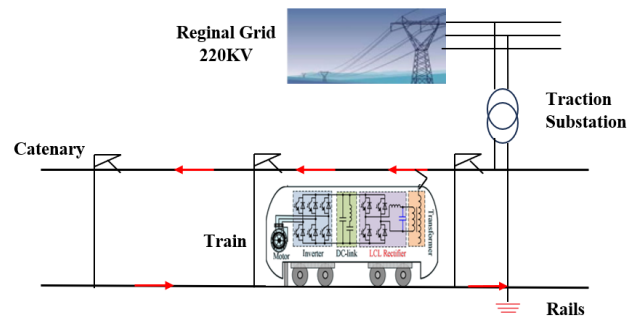 Reginal Grid
220KV
Traction
Substation
Catenary
Train
Motor
Inverter
DC-link
LCL Rectifier
Transformer
Rails